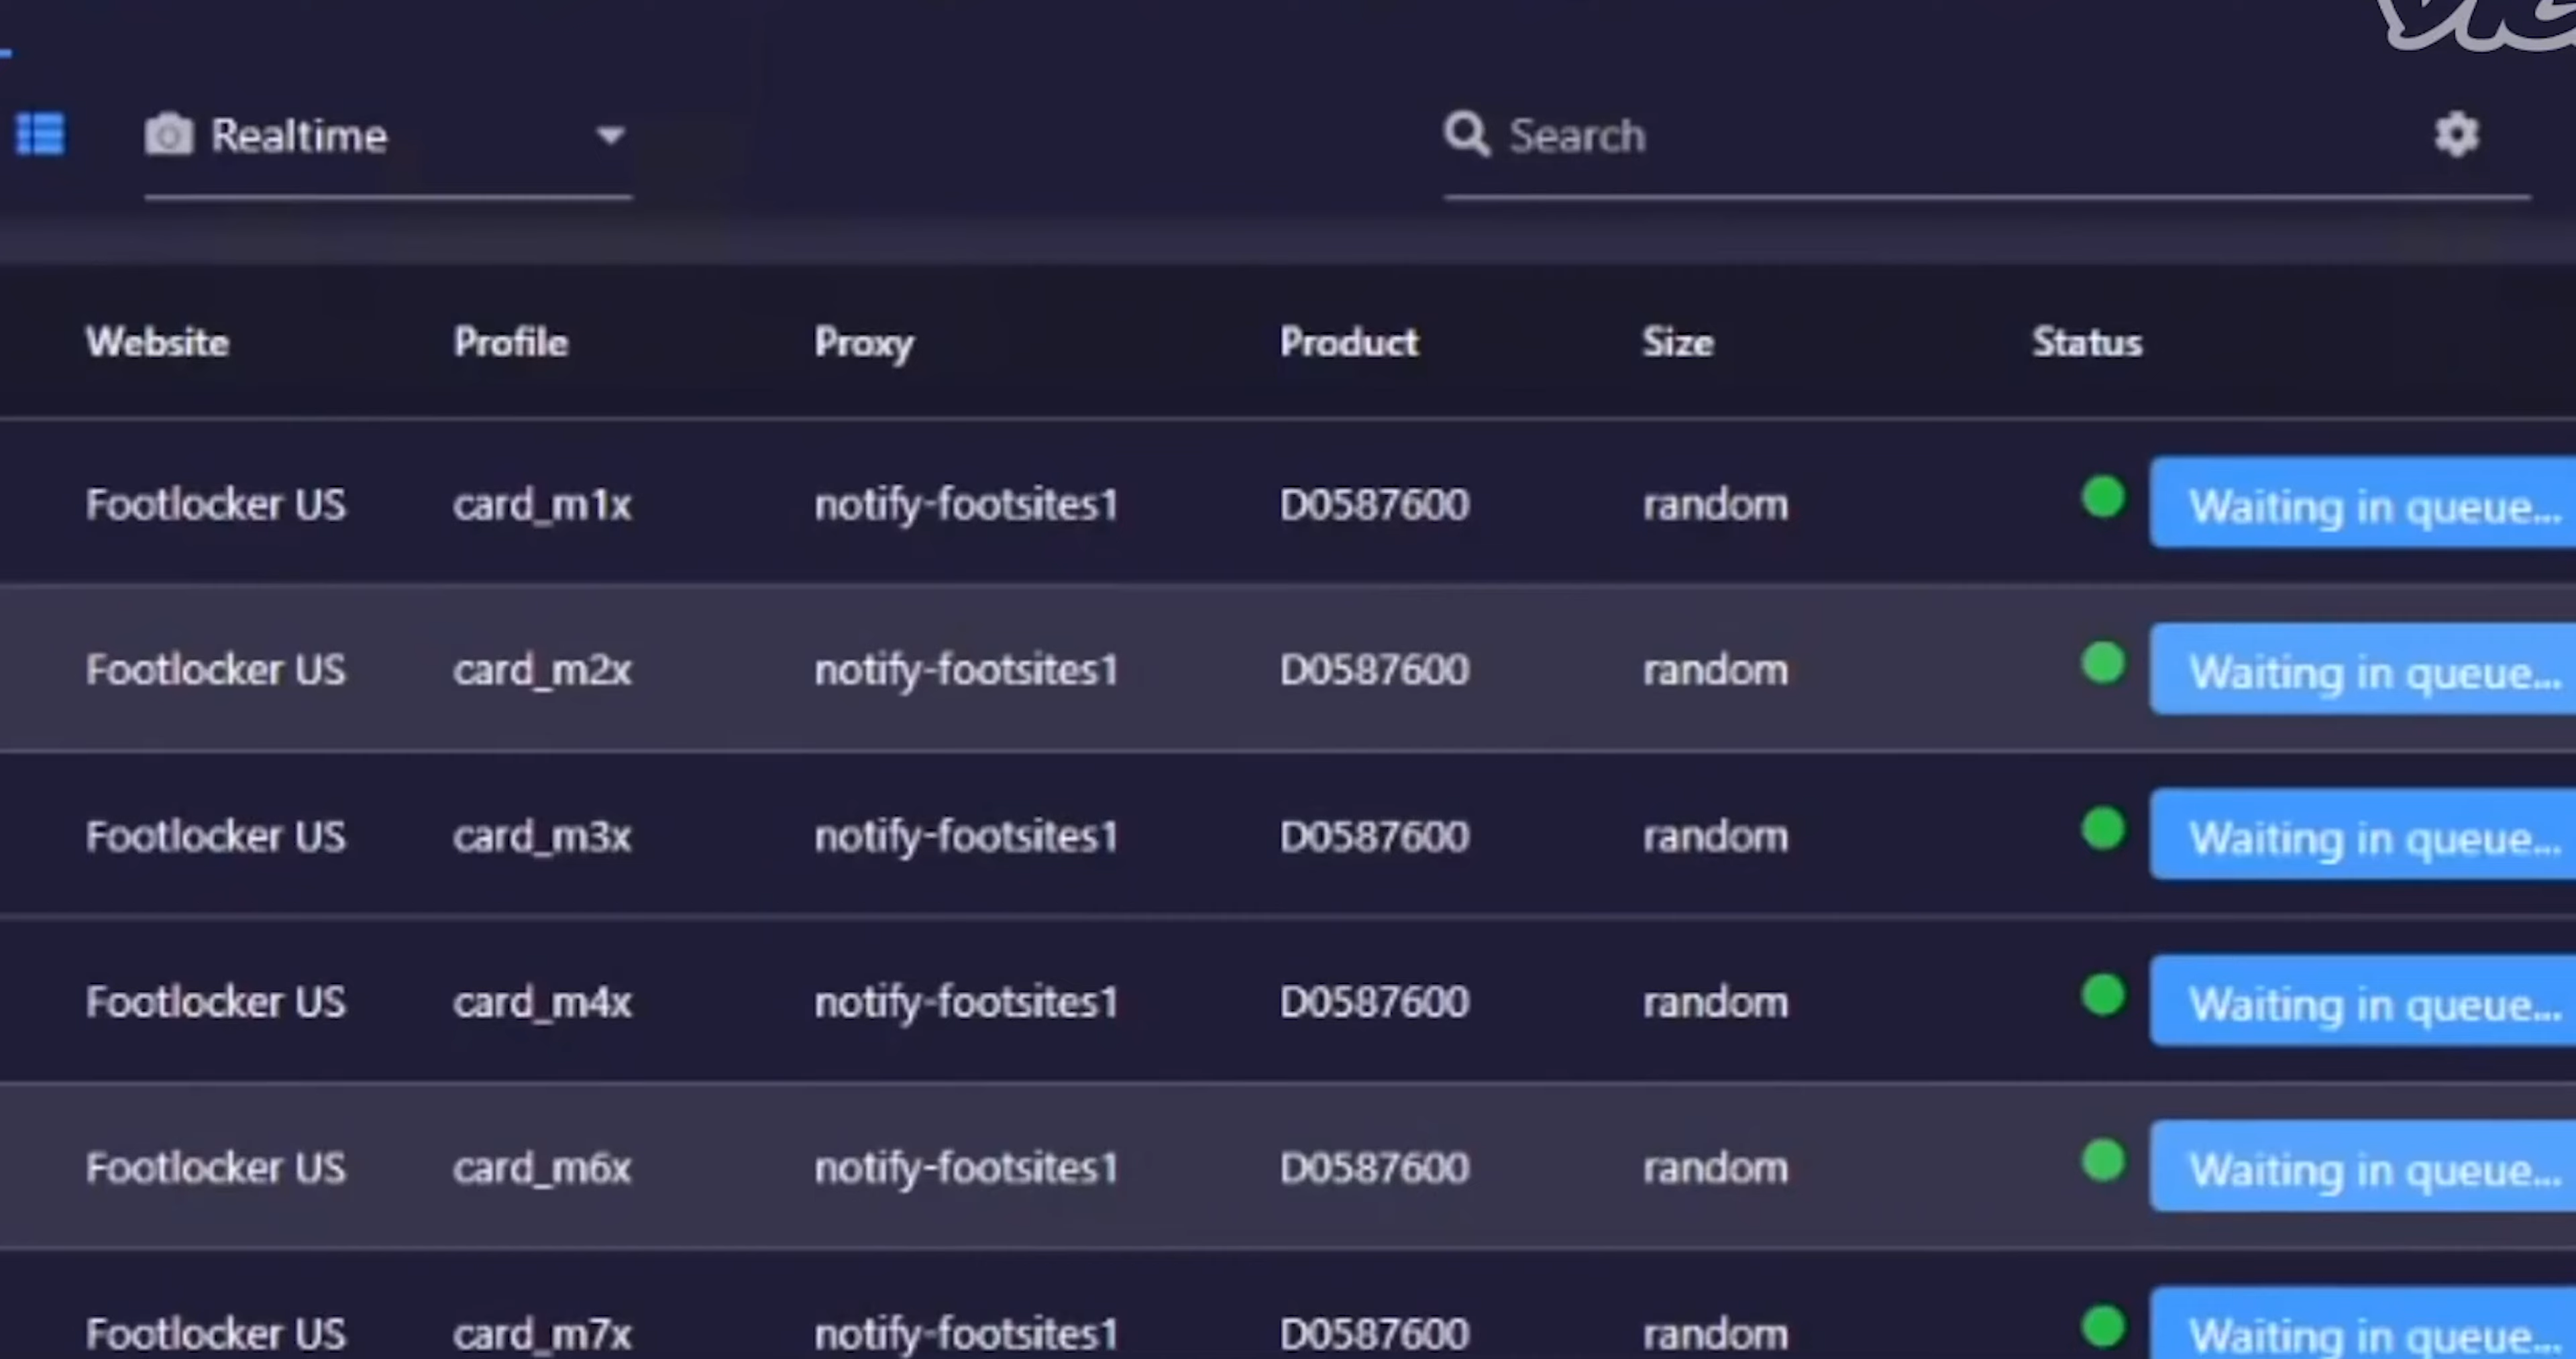 Realtime Search
Website Profile Proxy Product Size Status
Footlocker US card_m1x notify-footsites1 D0587600 random Waiting in queue...
Footlocker US card_m2x notify-footsites1 D0587600 random Waiting in queue...
Footlocker US card_m3x notify-footsites1 D0587600 random Waiting in queue...
Footlocker US card_m4x notify-footsites1 D0587600 random Waiting in queue...
Footlocker US card_m6x notify-footsites1 D0587600 random Waiting in queue...
Footlocker US card_m7x notify-footsites1 D0587600 random Waiting in queue...